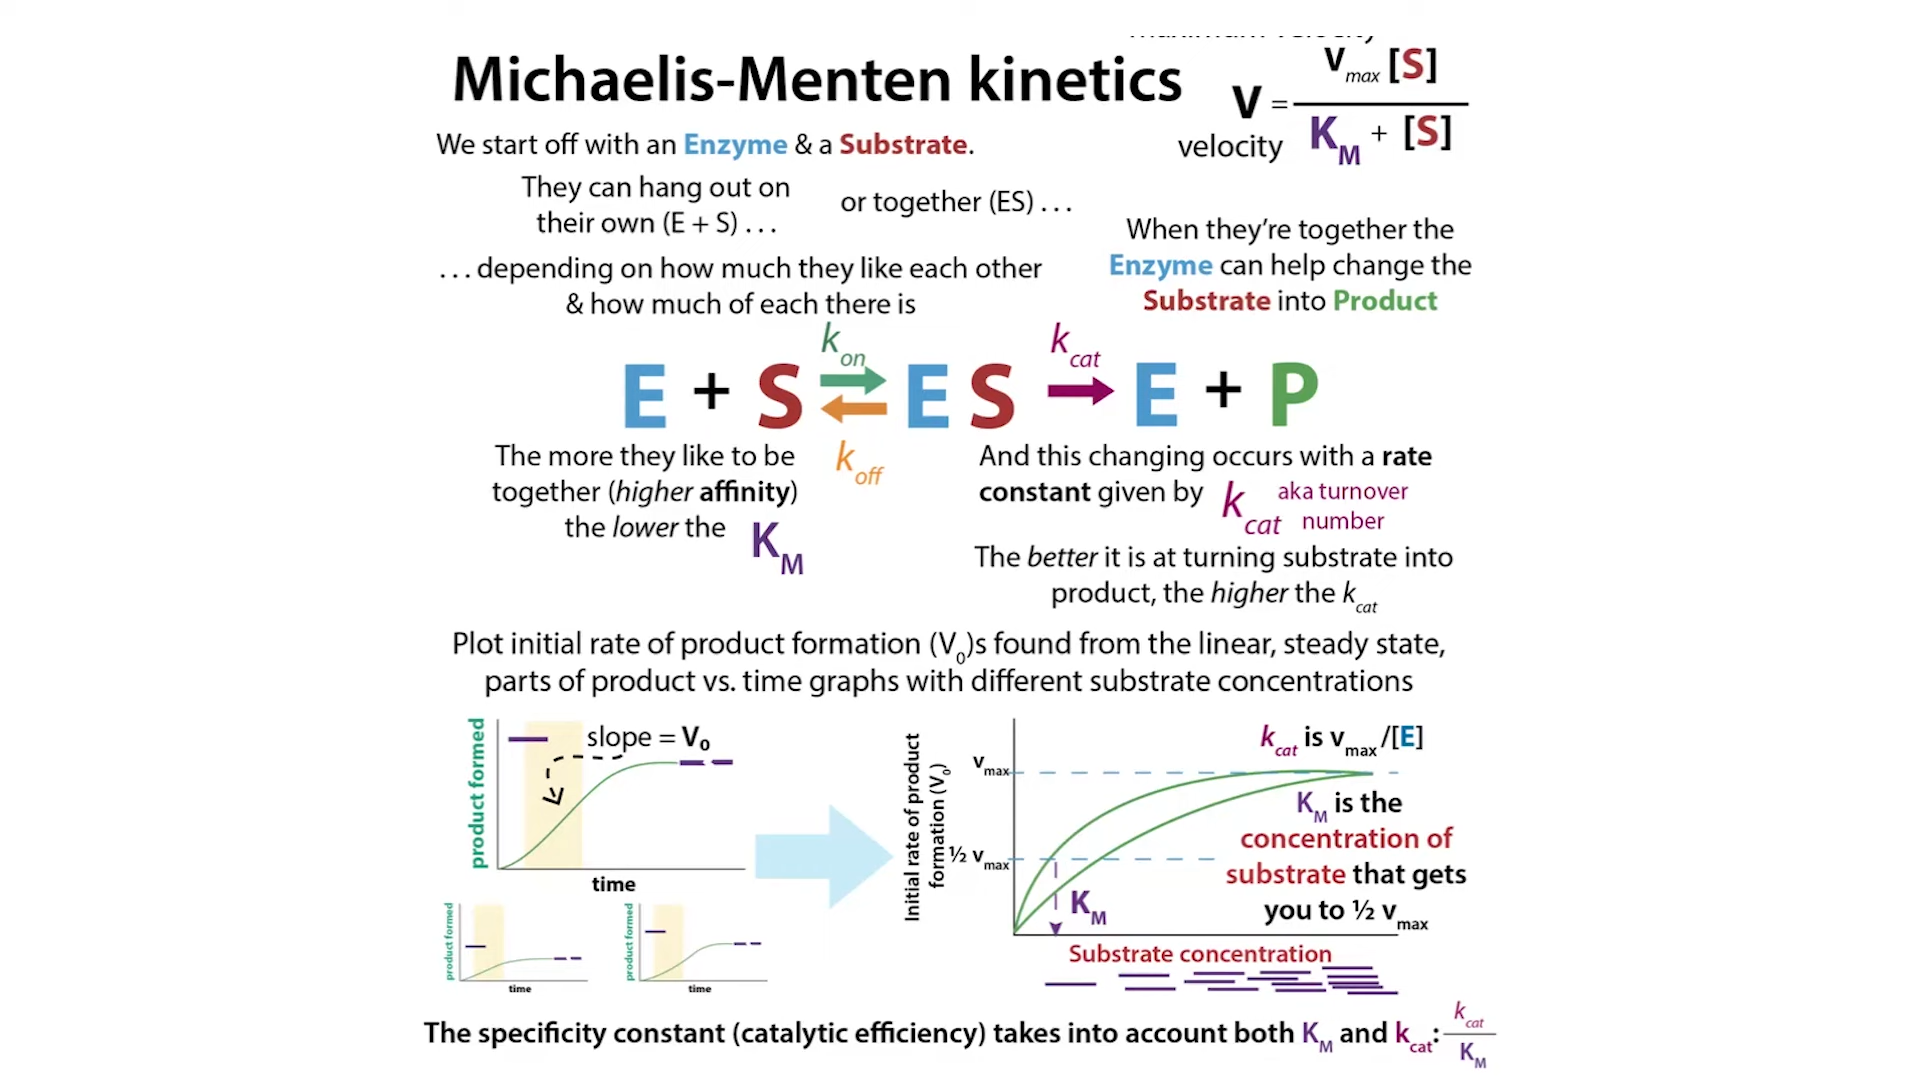 maximum velocity
Michaelis-Menten kinetics
V = Vmax [S] / KM + [S]
velocity
We start off with an Enzyme & a Substrate.
They can hang out on
their own (E + S) . . .
or together (ES) . . .
. . . depending on how much they like each other
& how much of each there is
When they're together the
Enzyme can help change the
Substrate into Product
kon
kcat
E + S ⇌ E S → E + P
koff
The more they like to be
together (higher affinity)
the lower the KM
And this changing occurs with a rate
constant given by kcat aka turnover
number
The better it is at turning substrate into
product, the higher the kcat
Plot initial rate of product formation (V0)s found from the linear, steady state,
parts of product vs. time graphs with different substrate concentrations
product formed
slope = V0
time
product formed
time
product formed
time
Initial rate of product
formation (V0)
vmax
½ vmax
KM
kcat is vmax/[E]
KM is the
concentration of
substrate that gets
you to ½ vmax
Substrate concentration
The specificity constant (catalytic efficiency) takes into account both KM and kcat: kcat / KM